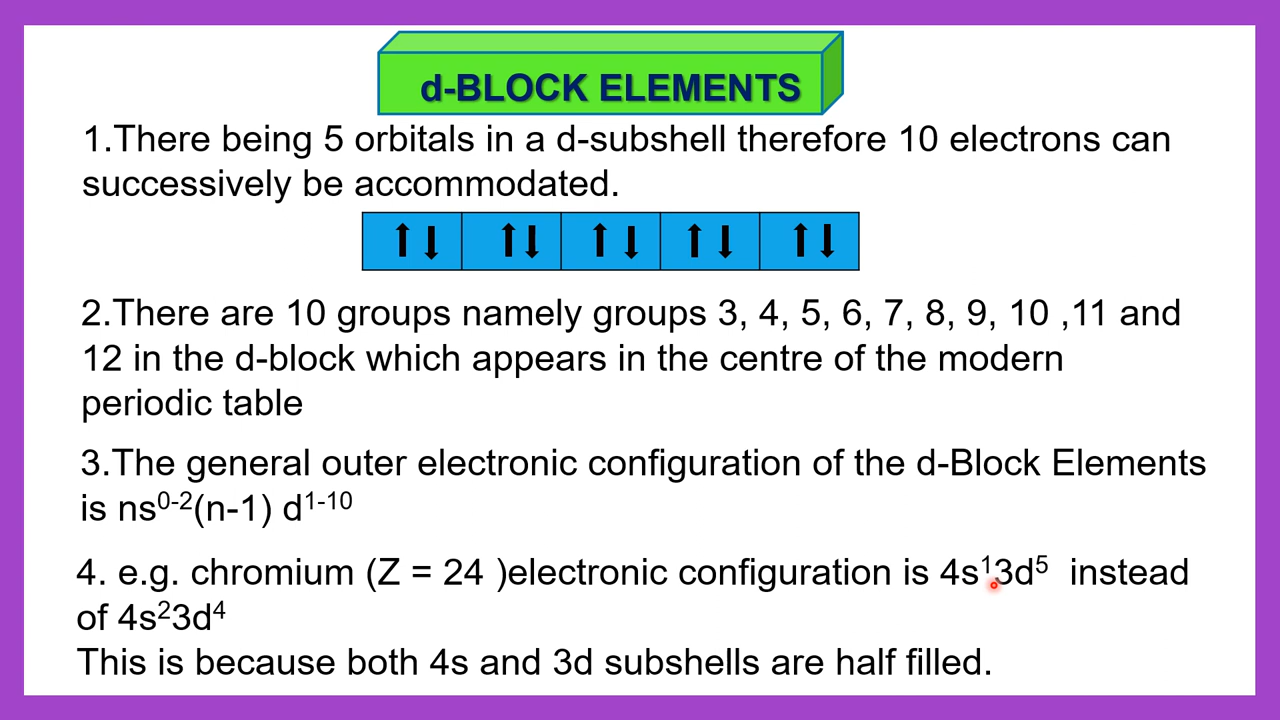 d-BLOCK ELEMENTS
1.There being 5 orbitals in a d-subshell therefore 10 electrons can
successively be accommodated.
2.There are 10 groups namely groups 3, 4, 5, 6, 7, 8, 9, 10 ,11 and
12 in the d-block which appears in the centre of the modern
periodic table
3.The general outer electronic configuration of the d-Block Elements
is ns⁰⁻²(n-1) d¹⁻¹⁰
4. e.g. chromium (Z = 24 )electronic configuration is 4s¹3d⁵ instead
of 4s²3d⁴
This is because both 4s and 3d subshells are half filled.